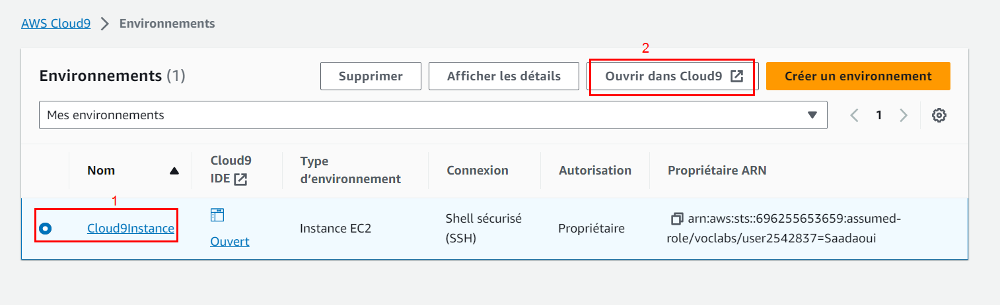 AWS Cloud9 > Environnements
2
Environnements (1) Supprimer Afficher les détails Ouvrir dans Cloud9 Créer un environnement
Mes environnements 1
Nom Cloud9 IDE Type d’environnement Connexion Autorisation Propriétaire ARN
1
Cloud9Instance Ouvert Instance EC2 Shell sécurisé (SSH) Propriétaire arn:aws:sts::696255653659:assumed-role/voclabs/user2542837=Saadaoui